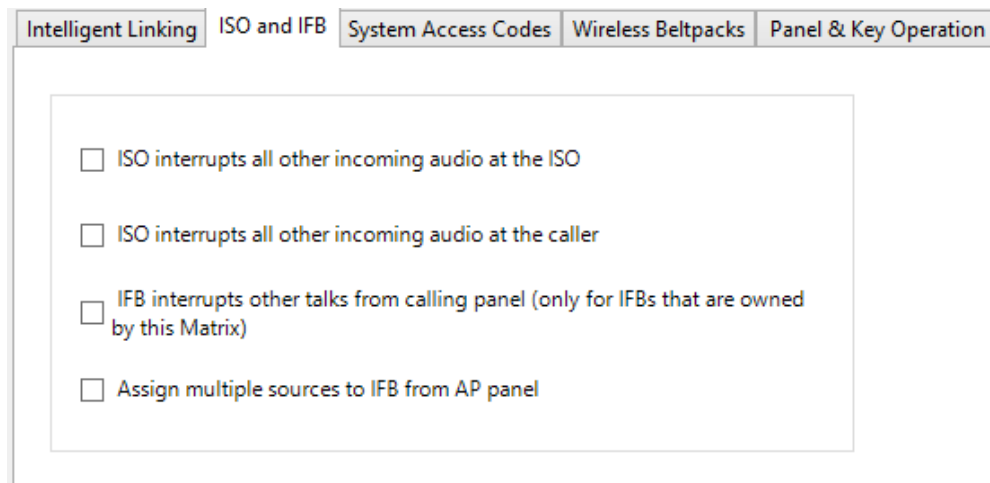 Intelligent Linking ISO and IFB System Access Codes Wireless Beltpacks Panel & Key Operation
ISO interrupts all other incoming audio at the ISO
ISO interrupts all other incoming audio at the caller
IFB interrupts other talks from calling panel (only for IFBs that are owned
by this Matrix)
Assign multiple sources to IFB from AP panel